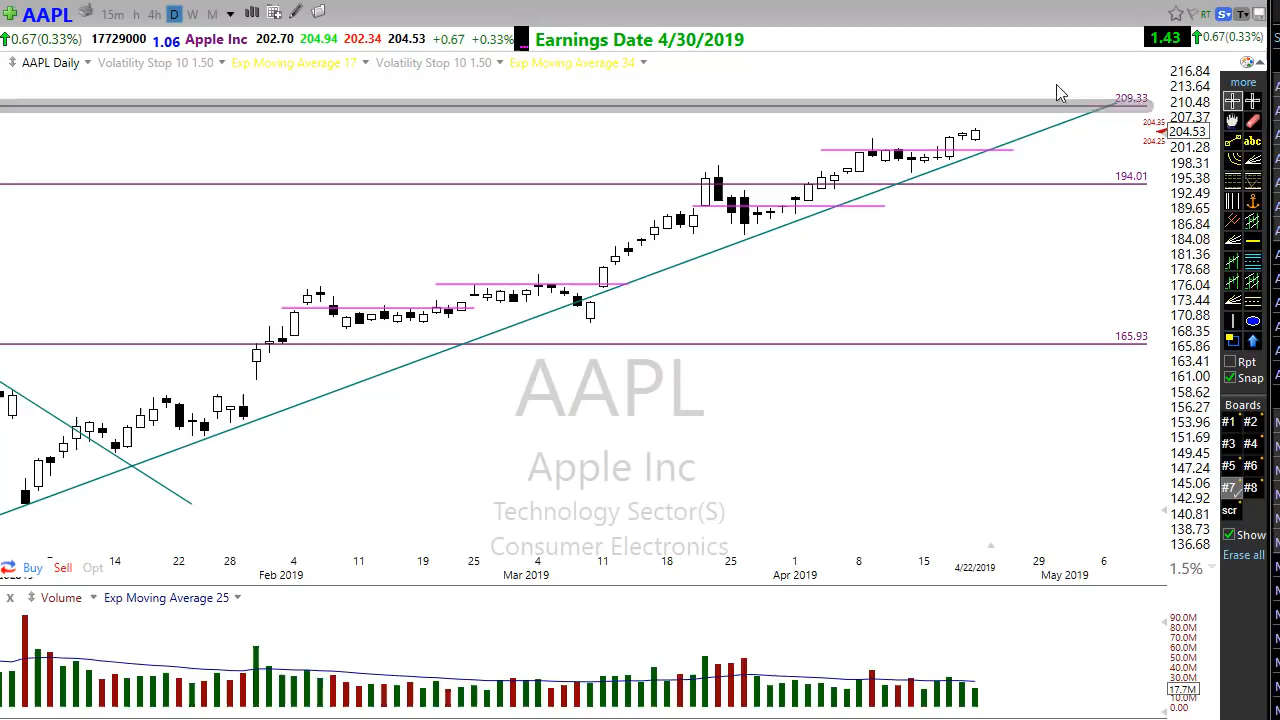 AAPL 15m h 4h D W M RT S T
0.67(0.33%) 17729000 1.06 Apple Inc 202.70 204.94 202.34 204.53 +0.67 +0.33% Earnings Date 4/30/2019 1.43 0.67(0.33%)
AAPL Daily Volatility Stop 10 1.50 Exp Moving Average 17 Volatility Stop 10 1.50 Exp Moving Average 34
more
216.84
213.64
209.33 210.48
207.37
204.35
204.53
204.25
201.28
198.31
194.01 195.38
192.49
189.65
186.84
184.08
181.36
178.68
176.04
173.44
170.88
165.93 168.35
165.86
163.41
161.00
158.62
156.27
153.96
151.69
149.45
147.24
145.06
142.92
140.81
138.73
136.68
abc
Rpt
Snap
Boards
#1 #2
#3 #4
#5 #6
#7 #8
scr
Show
Erase all
AAPL
Apple Inc
Technology Sector(S)
Consumer Electronics
7 14 22 28 4 11 19 25 4 11 18 25 1 8 15 4/22/2019 29 6
Feb 2019 Mar 2019 Apr 2019 May 2019
Buy Sell Opt
1.5%
x Volume Exp Moving Average 25
90.0M
80.0M
70.0M
60.0M
50.0M
40.0M
30.0M
17.7M
10.0M
0.00